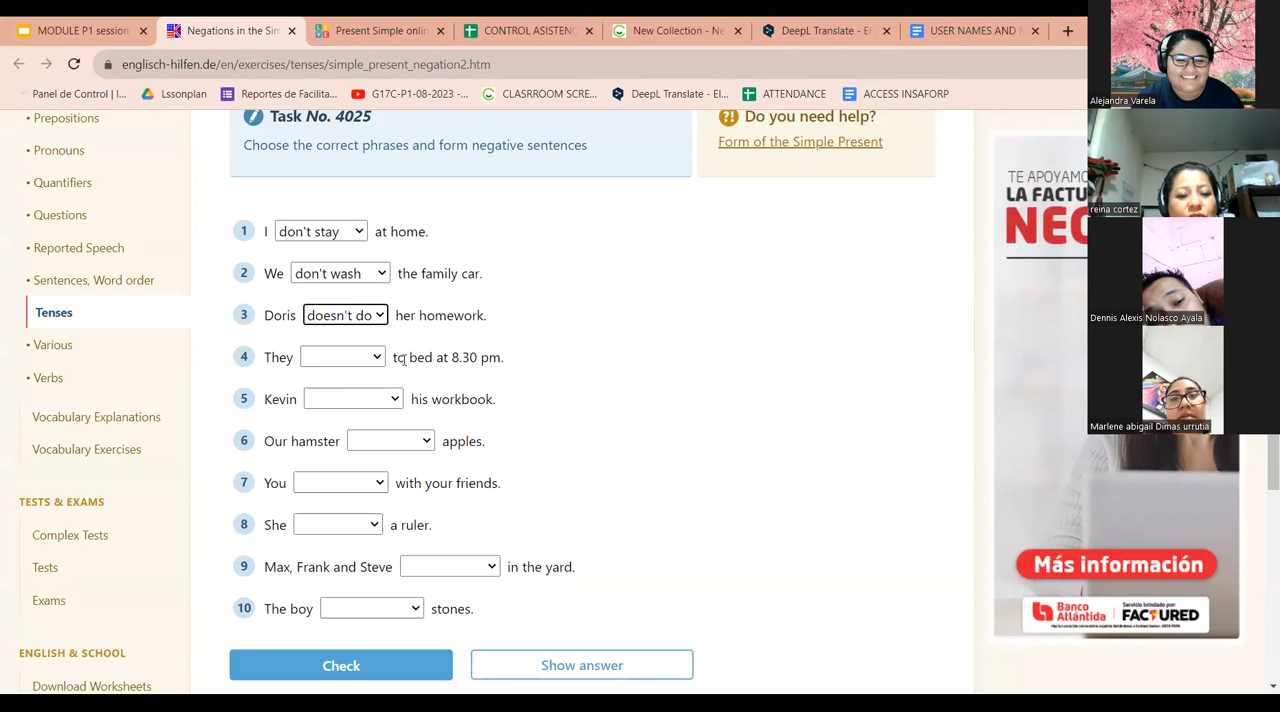 MODULE P1 session
Negations in the Sin
Present Simple onli
CONTROL ASISTENC
New Collection - Ne
DeepL Translate - El
USER NAMES AND
englisch-hilfen.de/en/exercises/tenses/simple_present_negation2.htm
Panel de Control | I...
Lssonplan
Reportes de Facilita...
G17C-P1-08-2023 -...
CLASSROOM SCRE...
DeepL Translate - El...
ATTENDANCE
ACCESS INSAFORP
Alejandra Varela
reina cortez
Dennis Alexis Nolasco Ayala
Marlene abigail Dimas urrutia
• Prepositions
• Pronouns
• Quantifiers
• Questions
• Reported Speech
• Sentences, Word order
Tenses
• Various
• Verbs
Vocabulary Explanations
Vocabulary Exercises
TESTS & EXAMS
Complex Tests
Tests
Exams
ENGLISH & SCHOOL
Download Worksheets
Task No. 4025
Choose the correct phrases and form negative sentences
Do you need help?
Form of the Simple Present
1 I don't stay at home.
2 We don't wash the family car.
3 Doris doesn't do her homework.
4 They to bed at 8.30 pm.
5 Kevin his workbook.
6 Our hamster apples.
7 You with your friends.
8 She a ruler.
9 Max, Frank and Steve in the yard.
10 The boy stones.
Check
Show answer
TE APOYAMO
LA FACTU
NEG
Más información
Banco
Atlántida
Servicio brindado por:
FACTURED